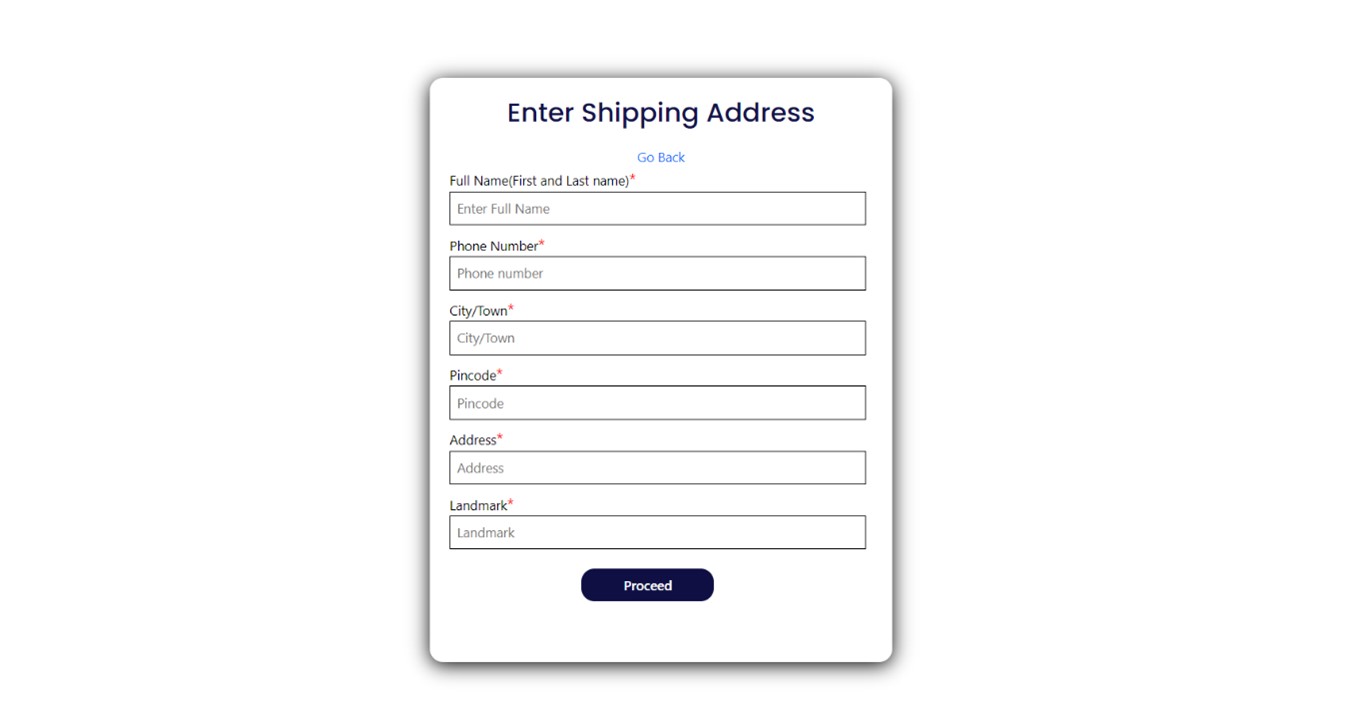 Enter Shipping Address
Go Back
Full Name(First and Last name)*
Enter Full Name
Phone Number*
Phone number
City/Town*
City/Town
Pincode*
Pincode
Address*
Address
Landmark*
Landmark
Proceed